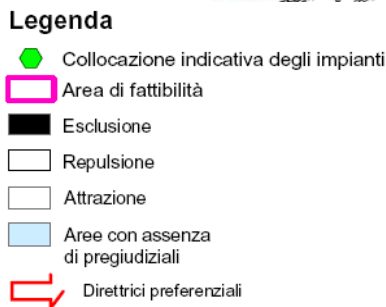 Legenda
Collocazione indicativa degli impianti
Area di fattibilità
Esclusione
Repulsione
Attrazione
Aree con assenza
di pregiudiziali
Direttrici preferenziali